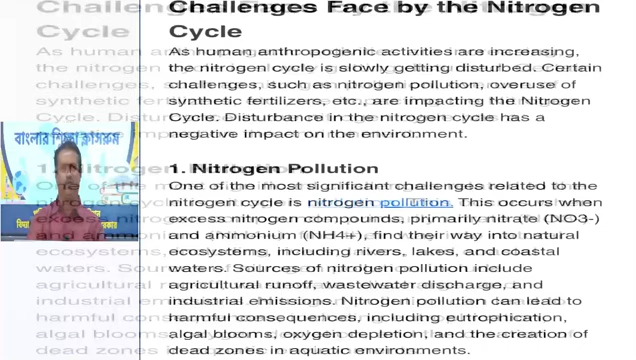 Challenges Face by the Nitrogen
Cycle
As human anthropogenic activities are increasing,
the nitrogen cycle is slowly getting disturbed. Certain
challenges, such as nitrogen pollution, overuse of
synthetic fertilizers, etc., are impacting the Nitrogen
Cycle. Disturbance in the nitrogen cycle has a
negative impact on the environment.
বাংলার শিক্ষা ক্লাসরুম
1. Nitrogen Pollution
One of the most significant challenges related to the
nitrogen cycle is nitrogen pollution. This occurs when
excess nitrogen compounds, primarily nitrate (NO3-)
and ammonium (NH4+), find their way into natural
ecosystems, including rivers, lakes, and coastal
waters. Sources of nitrogen pollution include
agricultural runoff, wastewater discharge, and
industrial emissions. Nitrogen pollution can lead to
harmful consequences, including eutrophication,
algal blooms, oxygen depletion, and the creation of
dead zones in aquatic environments.